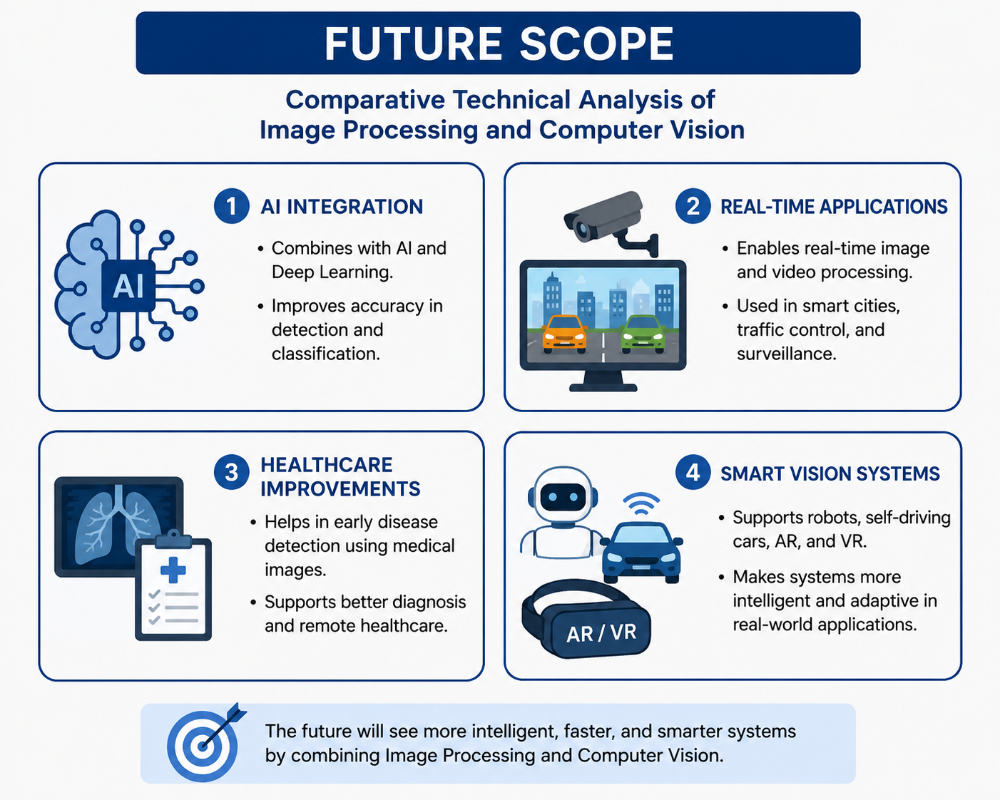 FUTURE SCOPE
Comparative Technical Analysis of
Image Processing and Computer Vision
AI
1 AI INTEGRATION
• Combines with AI and
Deep Learning.
• Improves accuracy in
detection and
classification.
2 REAL-TIME APPLICATIONS
• Enables real-time image
and video processing.
• Used in smart cities,
traffic control, and
surveillance.
3 HEALTHCARE
IMPROVEMENTS
• Helps in early disease
detection using medical
images.
• Supports better diagnosis
and remote healthcare.
4 SMART VISION SYSTEMS
• Supports robots, self-driving
cars, AR, and VR.
• Makes systems more
intelligent and adaptive in
real-world applications.
AR / VR
The future will see more intelligent, faster, and smarter systems
by combining Image Processing and Computer Vision.